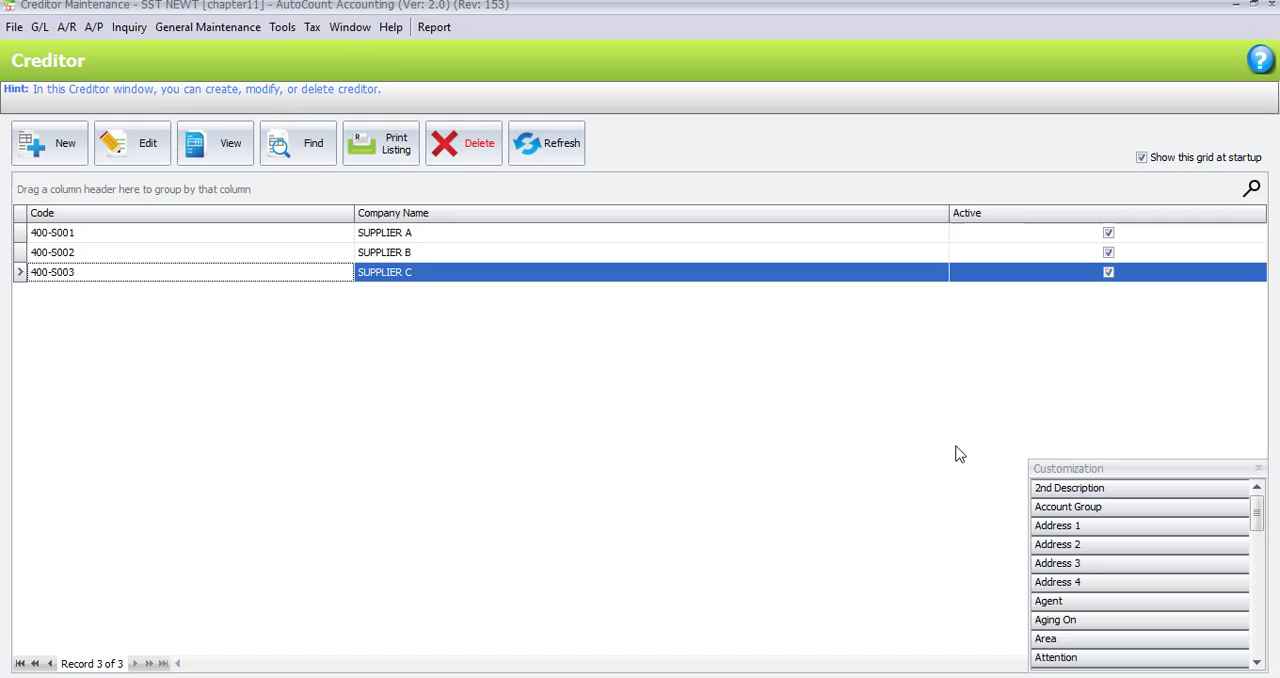 Creditor Maintenance - SST NEWT [chapter11] - AutoCount Accounting (Ver: 2.0) (Rev: 153)
File G/L A/R A/P Inquiry General Maintenance Tools Tax Window Help Report
Creditor
Hint: In this Creditor window, you can create, modify, or delete creditor.
New Edit View Find Print Listing Delete Refresh
Show this grid at startup
Drag a column header here to group by that column
Code Company Name Active
400-S001 SUPPLIER A
400-S002 SUPPLIER B
400-S003 SUPPLIER C
Customization
2nd Description
Account Group
Address 1
Address 2
Address 3
Address 4
Agent
Aging On
Area
Attention
Record 3 of 3